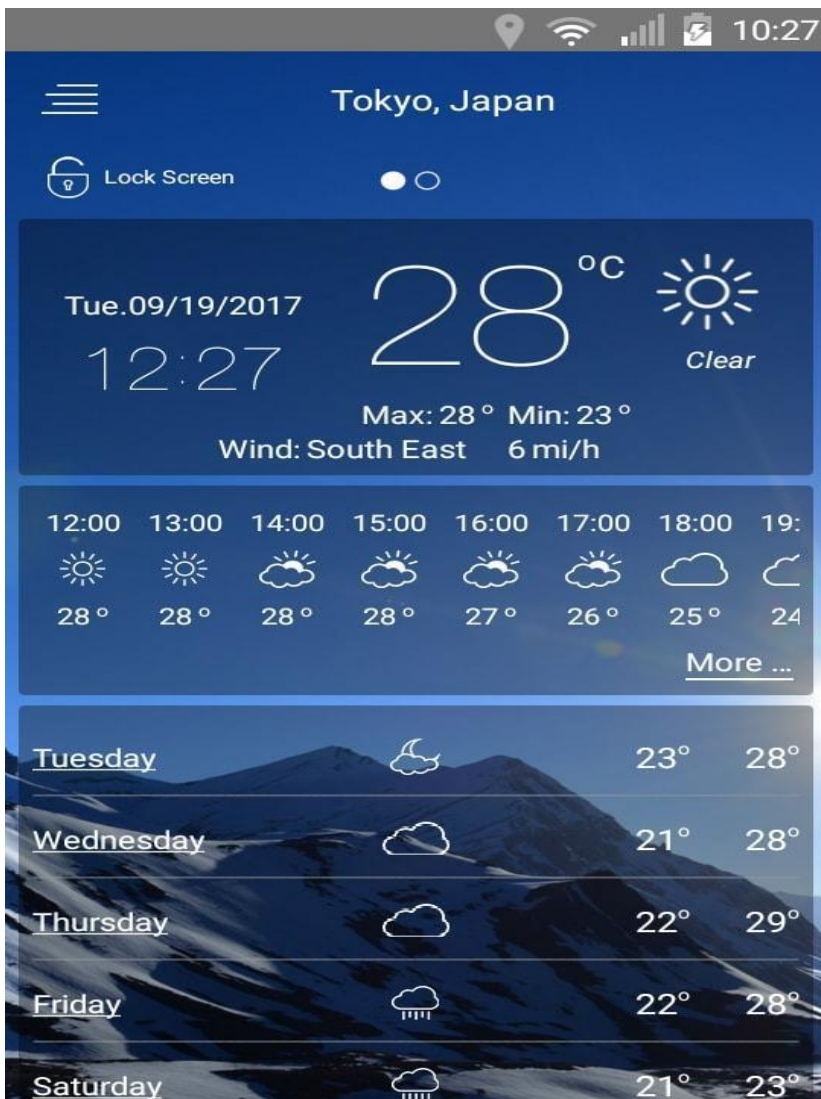 10:27
Tokyo, Japan
Lock Screen
Tue.09/19/2017
12:27
28 °C
Clear
Max: 28° Min: 23°
Wind: South East 6 mi/h
12:00 13:00 14:00 15:00 16:00 17:00 18:00 19:
28° 28° 28° 28° 27° 26° 25° 24
More ...
Tuesday 23° 28°
Wednesday 21° 28°
Thursday 22° 29°
Friday 22° 28°
Saturday 21° 23°